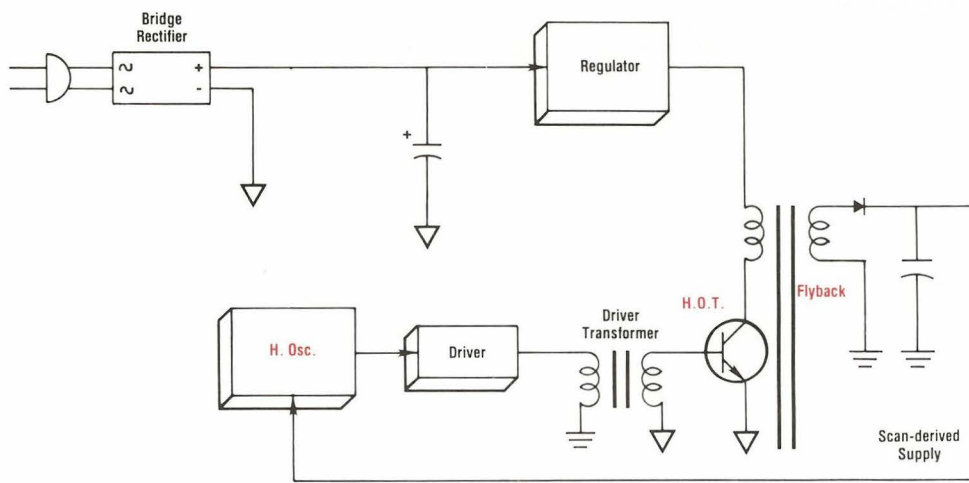 Bridge
Rectifier
+
-
Regulator
+
H.O.T.
Flyback
Driver
Transformer
H. Osc.
Driver
Scan-derived
Supply